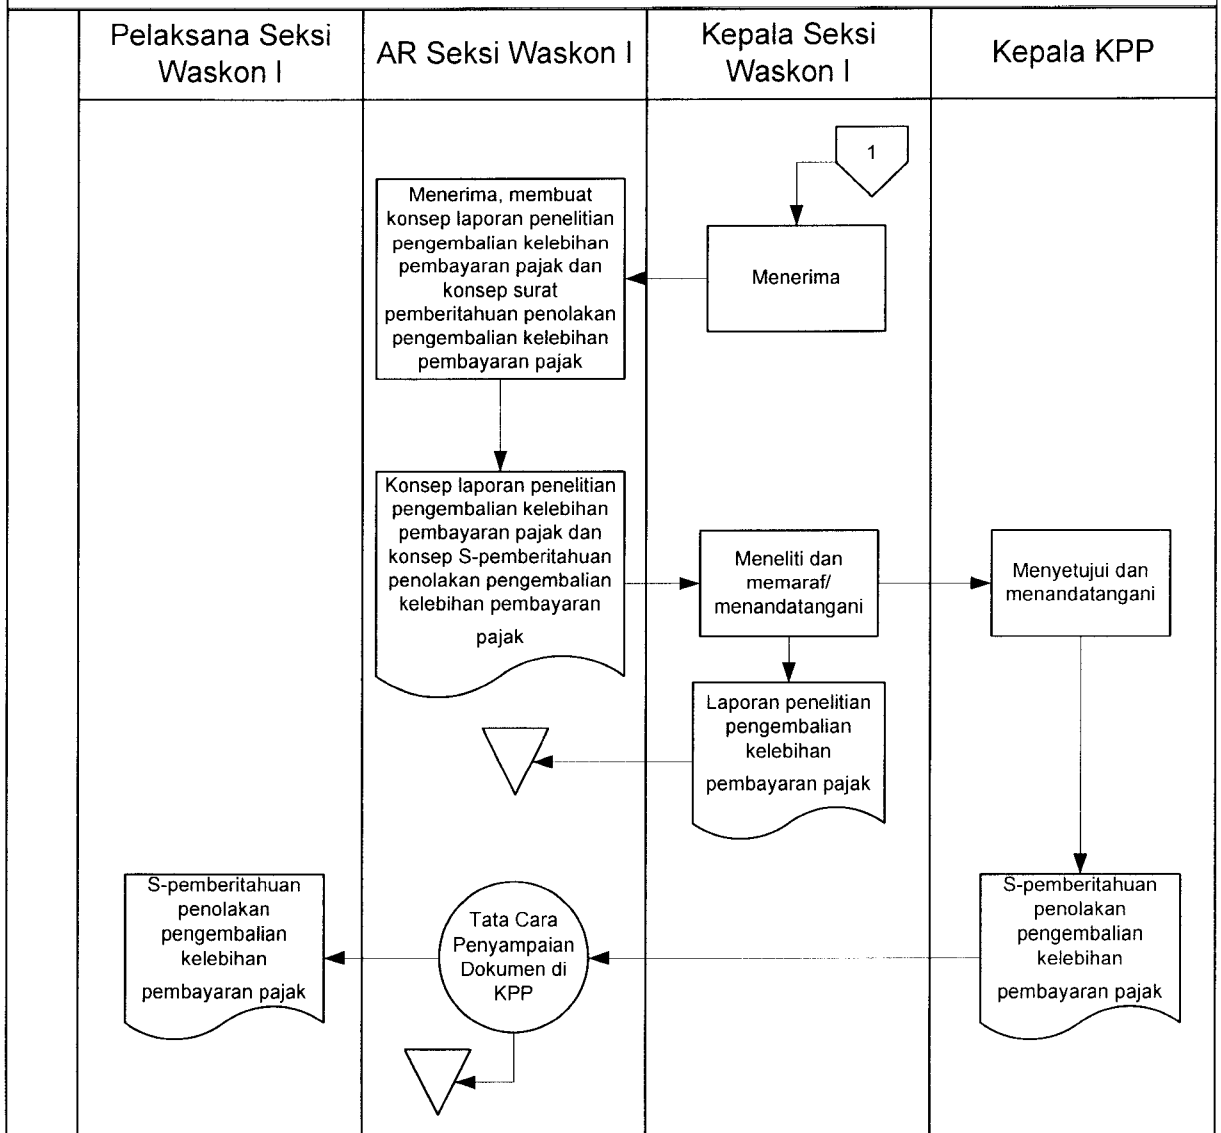 Pelaksana Seksi
Waskon I
AR Seksi Waskon I
Kepala Seksi
Waskon I
Kepala KPP
1
Menerima, membuat
konsep laporan penelitian
pengembalian kelebihan
pembayaran pajak dan
konsep surat
pemberitahuan penolakan
pengembalian kelebihan
pembayaran pajak
Menerima
Konsep laporan penelitian
pengembalian kelebihan
pembayaran pajak dan
konsep S-pemberitahuan
penolakan pengembalian
kelebihan pembayaran
pajak
Meneliti dan
memaraf/
menandatangani
Menyetujui dan
menandatangani
Laporan penelitian
pengembalian
kelebihan
pembayaran pajak
S-pemberitahuan
penolakan
pengembalian
kelebihan
pembayaran pajak
Tata Cara
Penyampaian
Dokumen di
KPP
S-pemberitahuan
penolakan
pengembalian
kelebihan
pembayaran pajak